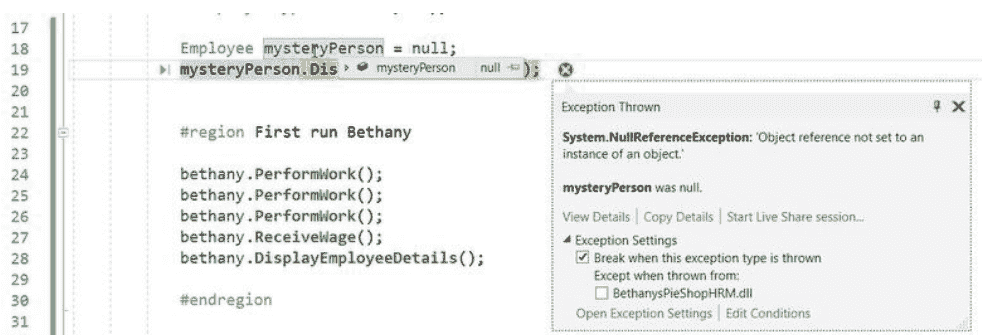 17
18 Employee mysteryPerson = null;
19 mysteryPerson.Dis mysteryPerson null );
20
21
22 #region First run Bethany
23
24 bethany.PerformWork();
25 bethany.PerformWork();
26 bethany.PerformWork();
27 bethany.ReceiveWage();
28 bethany.DisplayEmployeeDetails();
29
30 #endregion
31
Exception Thrown
System.NullReferenceException: 'Object reference not set to an
instance of an object.'
mysteryPerson was null.
View Details | Copy Details | Start Live Share session...
Exception Settings
Break when this exception type is thrown
Except when thrown from:
BethanysPieShopHRM.dll
Open Exception Settings | Edit Conditions